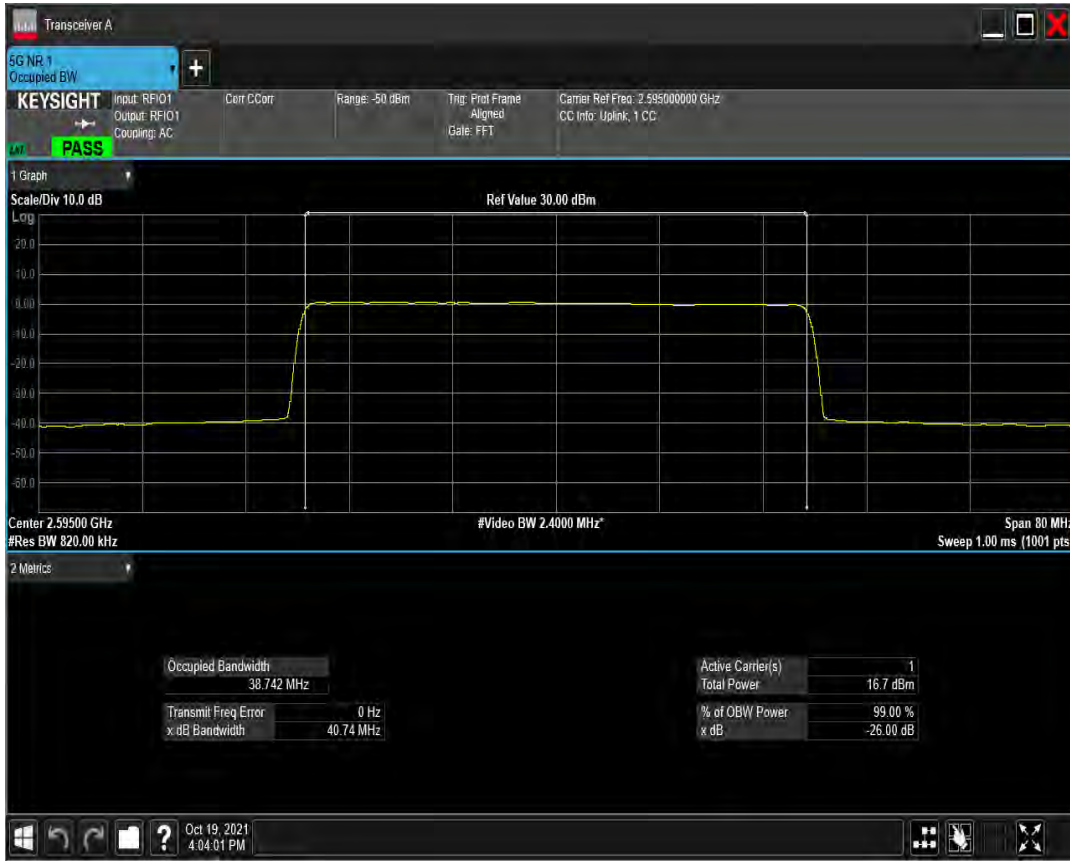 Transceiver A
5G NR 1
Occupied BW
KEYSIGHT
PASS
Input: RFIO1
Output: RFIO1
Coupling: AC
Corr CCorr
Range: -50 dBm
Trig: Prot Frame
Aligned
Gate: FFT
Carrier Ref Freq: 2.595000000 GHz
CC Info: Uplink, 1 CC
1 Graph
Scale/Div 10.0 dB
Ref Value 30.00 dBm
Log
20.0
10.0
0.00
-10.0
-20.0
-30.0
-40.0
-50.0
-60.0
Center 2.59500 GHz
#Video BW 2.4000 MHz*
Span 80 MHz
#Res BW 820.00 kHz
Sweep 1.00 ms (1001 pts
2 Metrics
Occupied Bandwidth
38.742 MHz
Transmit Freq Error 0 Hz
x dB Bandwidth 40.74 MHz
Active Carrier(s) 1
Total Power 16.7 dBm
% of OBW Power 99.00 %
x dB -26.00 dB
?
Oct 19, 2021
4:04:01 PM